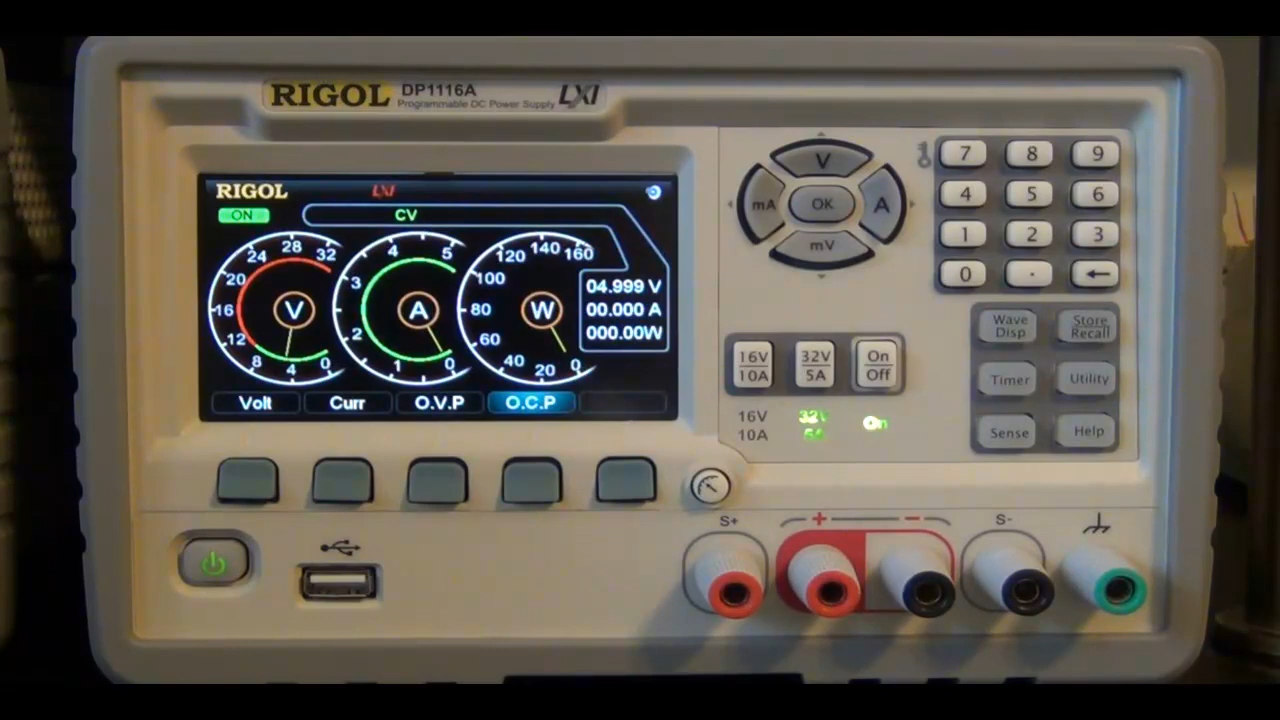 RIGOL DP1116A LXI
Programmable DC Power Supply
RIGOL LXI
ON CV
0 4 8 12 16 20 24 28 32 V
0 1 2 3 4 5 A
0 20 40 60 80 100 120 140 160 W
04.999 V
00.000 A
000.00W
Volt Curr O.V.P O.C.P
V
mA OK A
mV
7 8 9
4 5 6
1 2 3
0 . ←
16V
10A
32V
5A
On
Off
16V
10A
32V
5A
On
Wave
Disp
Store
Recall
Timer Utility
Sense Help
S+ + − S-